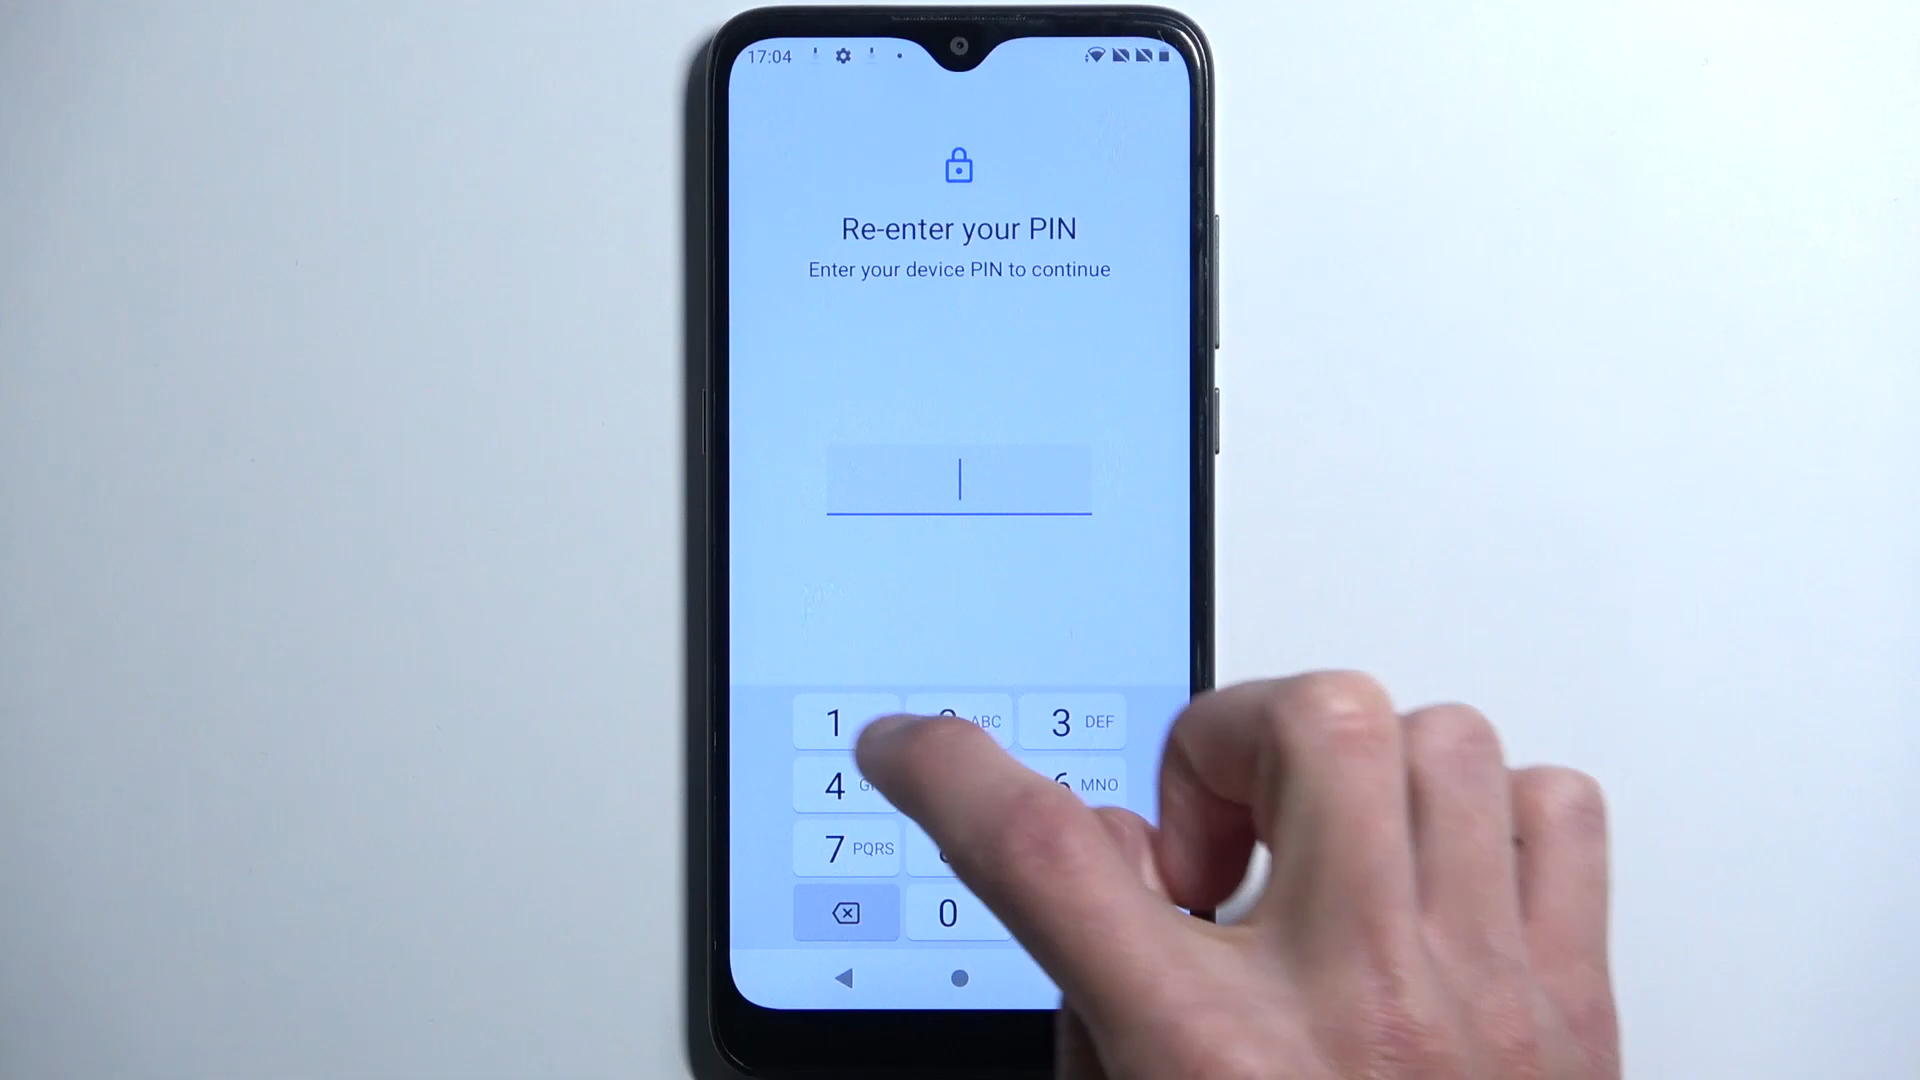 17:04
Re-enter your PIN
Enter your device PIN to continue
1
ABC
3 DEF
4
MNO
7 PQRS
0